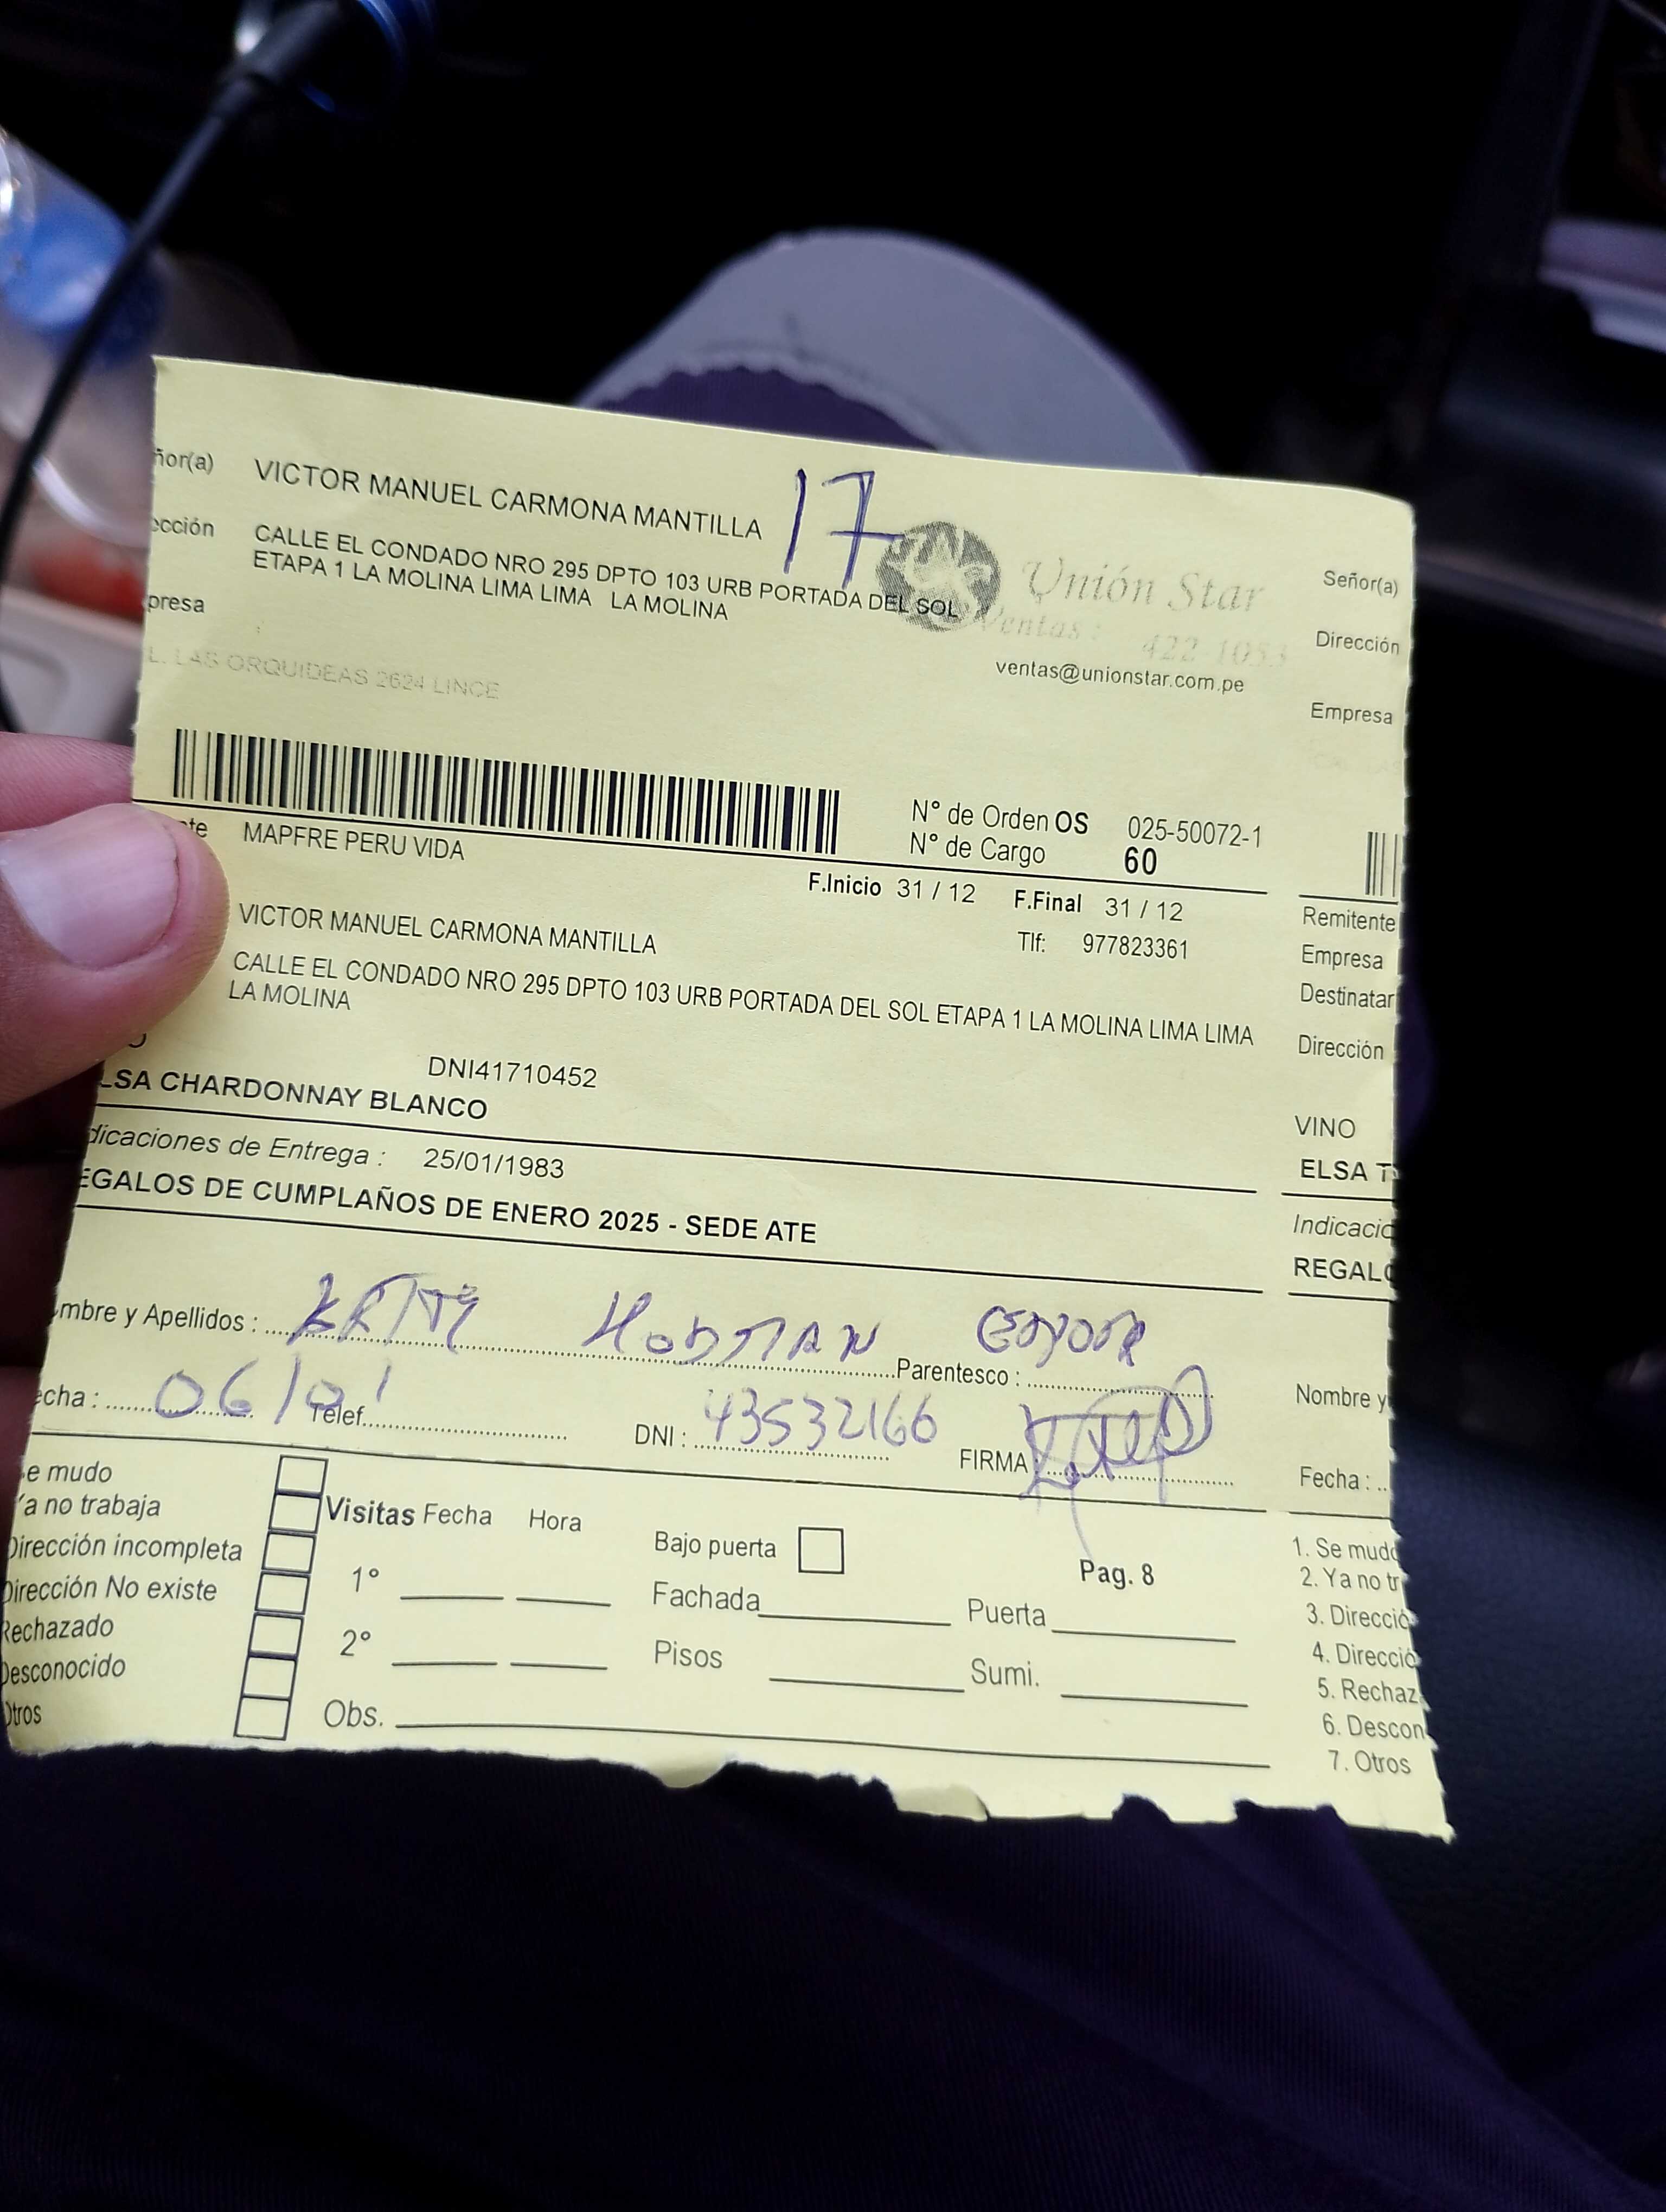 ñor(a) VICTOR MANUEL CARMONA MANTILLA 17
ección CALLE EL CONDADO NRO 295 DPTO 103 URB PORTADA DEL SOL
ETAPA 1 LA MOLINA LIMA LIMA LA MOLINA
presa
Unión Star
Ventas : 422-1053
ventas@unionstar.com.pe
L. LAS ORQUIDEAS 2624 LINCE
N° de Orden OS 025-50072-1
N° de Cargo 60
nte MAPFRE PERU VIDA
F.Inicio 31 / 12 F.Final 31 / 12
VICTOR MANUEL CARMONA MANTILLA
Tlf: 977823361
CALLE EL CONDADO NRO 295 DPTO 103 URB PORTADA DEL SOL ETAPA 1 LA MOLINA LIMA LIMA
LA MOLINA
O
DNI41710452
LSA CHARDONNAY BLANCO
dicaciones de Entrega : 25/01/1983
EGALOS DE CUMPLAÑOS DE ENERO 2025 - SEDE ATE
mbre y Apellidos :
Parentesco :
echa : 06/01 Telef. DNI : 43532166 FIRMA
e mudo
Ya no trabaja
Dirección incompleta
Dirección No existe
Rechazado
Desconocido
Otros
Visitas Fecha Hora
1°
2°
Obs.
Bajo puerta
Pag. 8
Fachada Puerta
Pisos Sumi.
Señor(a)
Dirección
Empresa
Remitente
Empresa
Destinatar
Dirección
VINO
ELSA T
Indicacio
REGALO
Nombre y
Fecha : ..
1. Se mudo
2. Ya no tr
3. Direcció
4. Direcció
5. Rechaz
6. Descon
7. Otros